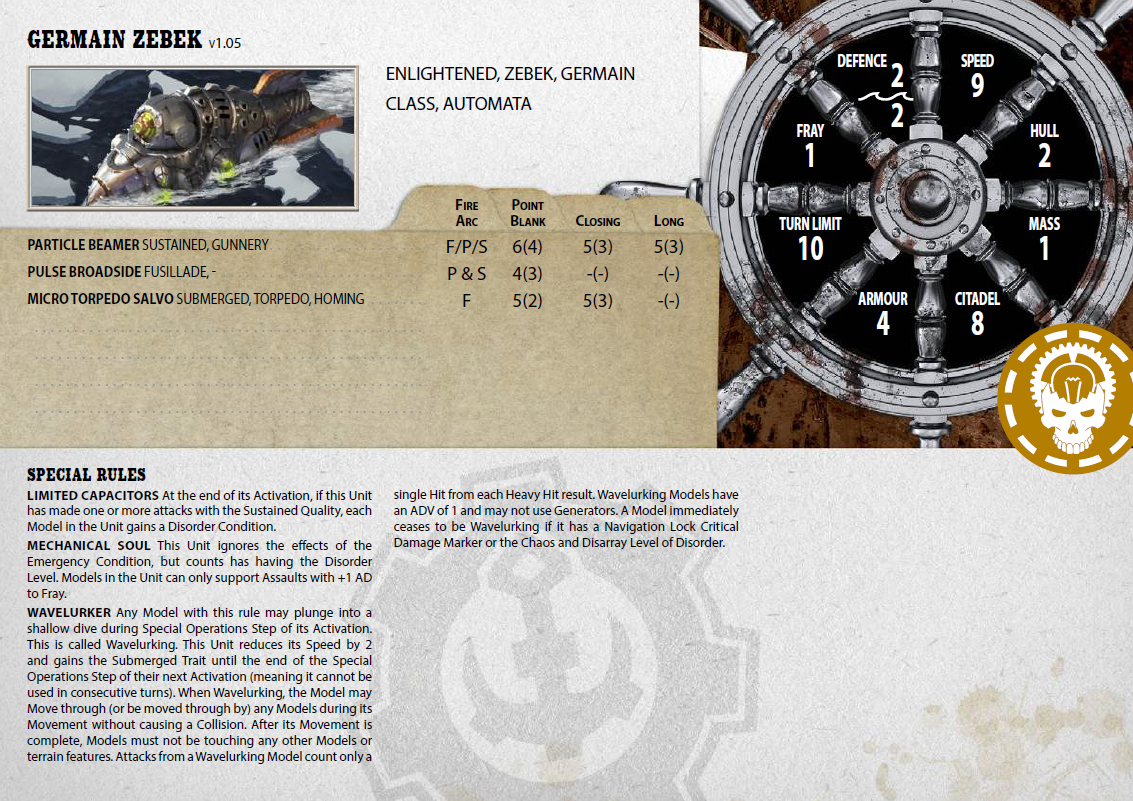 GERMAIN ZEBEK v1.05
ENLIGHTENED, ZEBEK, GERMAIN
CLASS, AUTOMATA
DEFENCE 2
2
SPEED
9
FRAY
1
HULL
2
TURN LIMIT
10
MASS
1
ARMOUR
4
CITADEL
8
FIRE ARC POINT BLANK CLOSING LONG
PARTICLE BEAMER SUSTAINED, GUNNERY F/P/S 6(4) 5(3) 5(3)
PULSE BROADSIDE FUSILLADE, - P & S 4(3) -(-) -(-)
MICRO TORPEDO SALVO SUBMERGED, TORPEDO, HOMING F 5(2) 5(3) -(-)
SPECIAL RULES
LIMITED CAPACITORS At the end of its Activation, if this Unit
has made one or more attacks with the Sustained Quality, each
Model in the Unit gains a Disorder Condition.
MECHANICAL SOUL This Unit ignores the effects of the
Emergency Condition, but counts has having the Disorder
Level. Models in the Unit can only support Assaults with +1 AD
to Fray.
WAVELURKER Any Model with this rule may plunge into a
shallow dive during Special Operations Step of its Activation.
This is called Wavelurking. This Unit reduces its Speed by 2
and gains the Submerged Trait until the end of the Special
Operations Step of their next Activation (meaning it cannot be
used in consecutive turns). When Wavelurking, the Model may
Move through (or be moved through by) any Models during its
Movement without causing a Collision. After its Movement is
complete, Models must not be touching any other Models or
terrain features. Attacks from a Wavelurking Model count only a
single Hit from each Heavy Hit result. Wavelurking Models have
an ADV of 1 and may not use Generators. A Model immediately
ceases to be Wavelurking if it has a Navigation Lock Critical
Damage Marker or the Chaos and Disarray Level of Disorder.